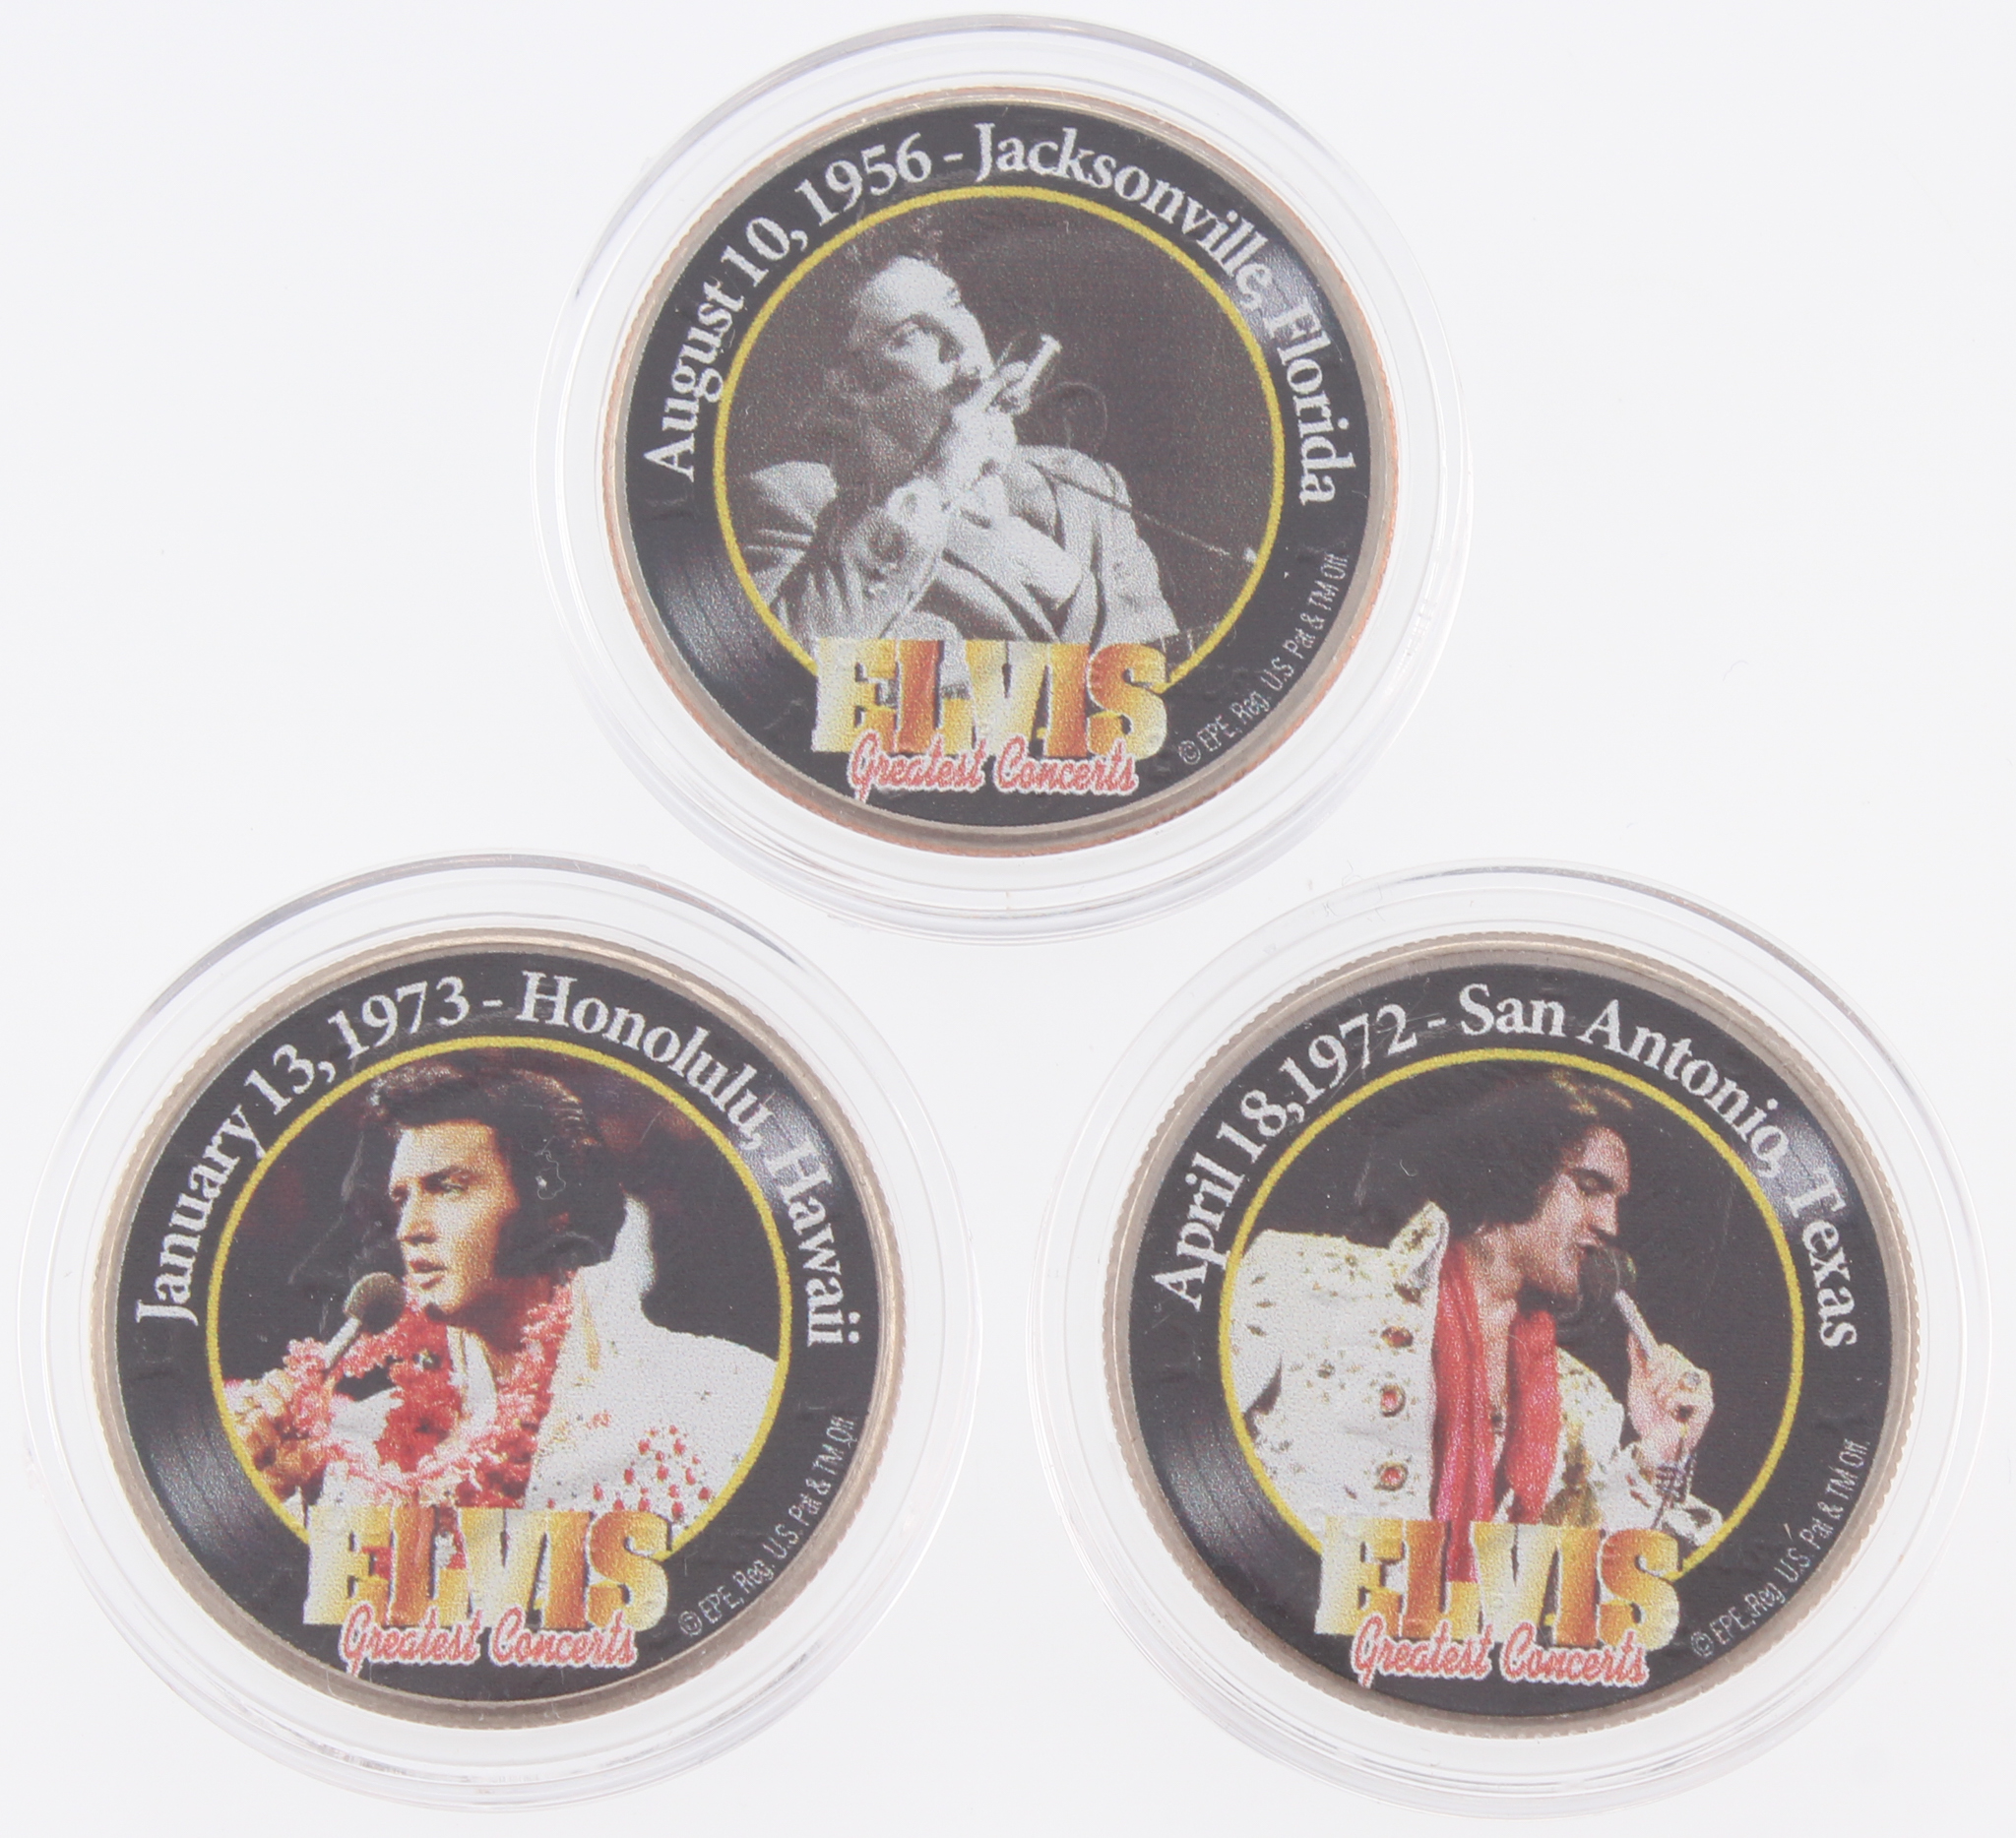 August 10, 1956 - Jacksonville, Florida
ELVIS
Greatest Concerts
© EPE, Reg. U.S. Pat & TM Off.
January 13, 1973 - Honolulu, Hawaii
ELVIS
Greatest Concerts
© EPE, Reg. U.S. Pat & TM Off.
April 18,1972 - San Antonio, Texas
ELVIS
Greatest Concerts
© EPE, Reg. U.S. Pat & TM Off.